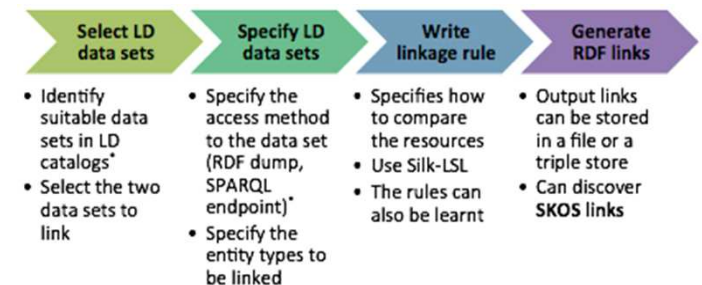 Select LD
data sets
• Identify
suitable data
sets in LD
catalogs*
• Select the two
data sets to
link
Specify LD
data sets
• Specify the
access method
to the data set
(RDF dump,
SPARQL
endpoint)*
• Specify the
entity types to
be linked
Write
linkage rule
• Specifies how
to compare
the resources
• Use Silk-LSL
• The rules can
also be learnt
Generate
RDF links
• Output links
can be stored
in a file or a
triple store
• Can discover
SKOS links